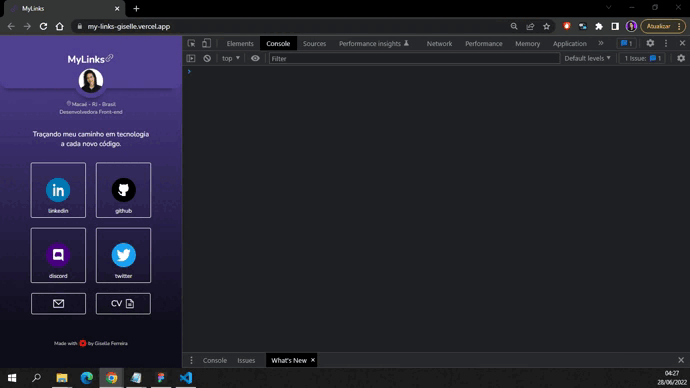 MyLinks
my-links-giselle.vercel.app
Atualizar
MyLinks
Macaé - RJ - Brasil
Desenvolvedora Front-end
Traçando meu caminho em tecnologia
a cada novo código.
in
linkedin
github
discord
twitter
CV
Made with by Giselle Ferreira
Elements
Console
Sources
Performance insights
Network
Performance
Memory
Application
1
top
Filter
Default levels
1 Issue:
1
Console
Issues
What's New
04:27
28/06/2022